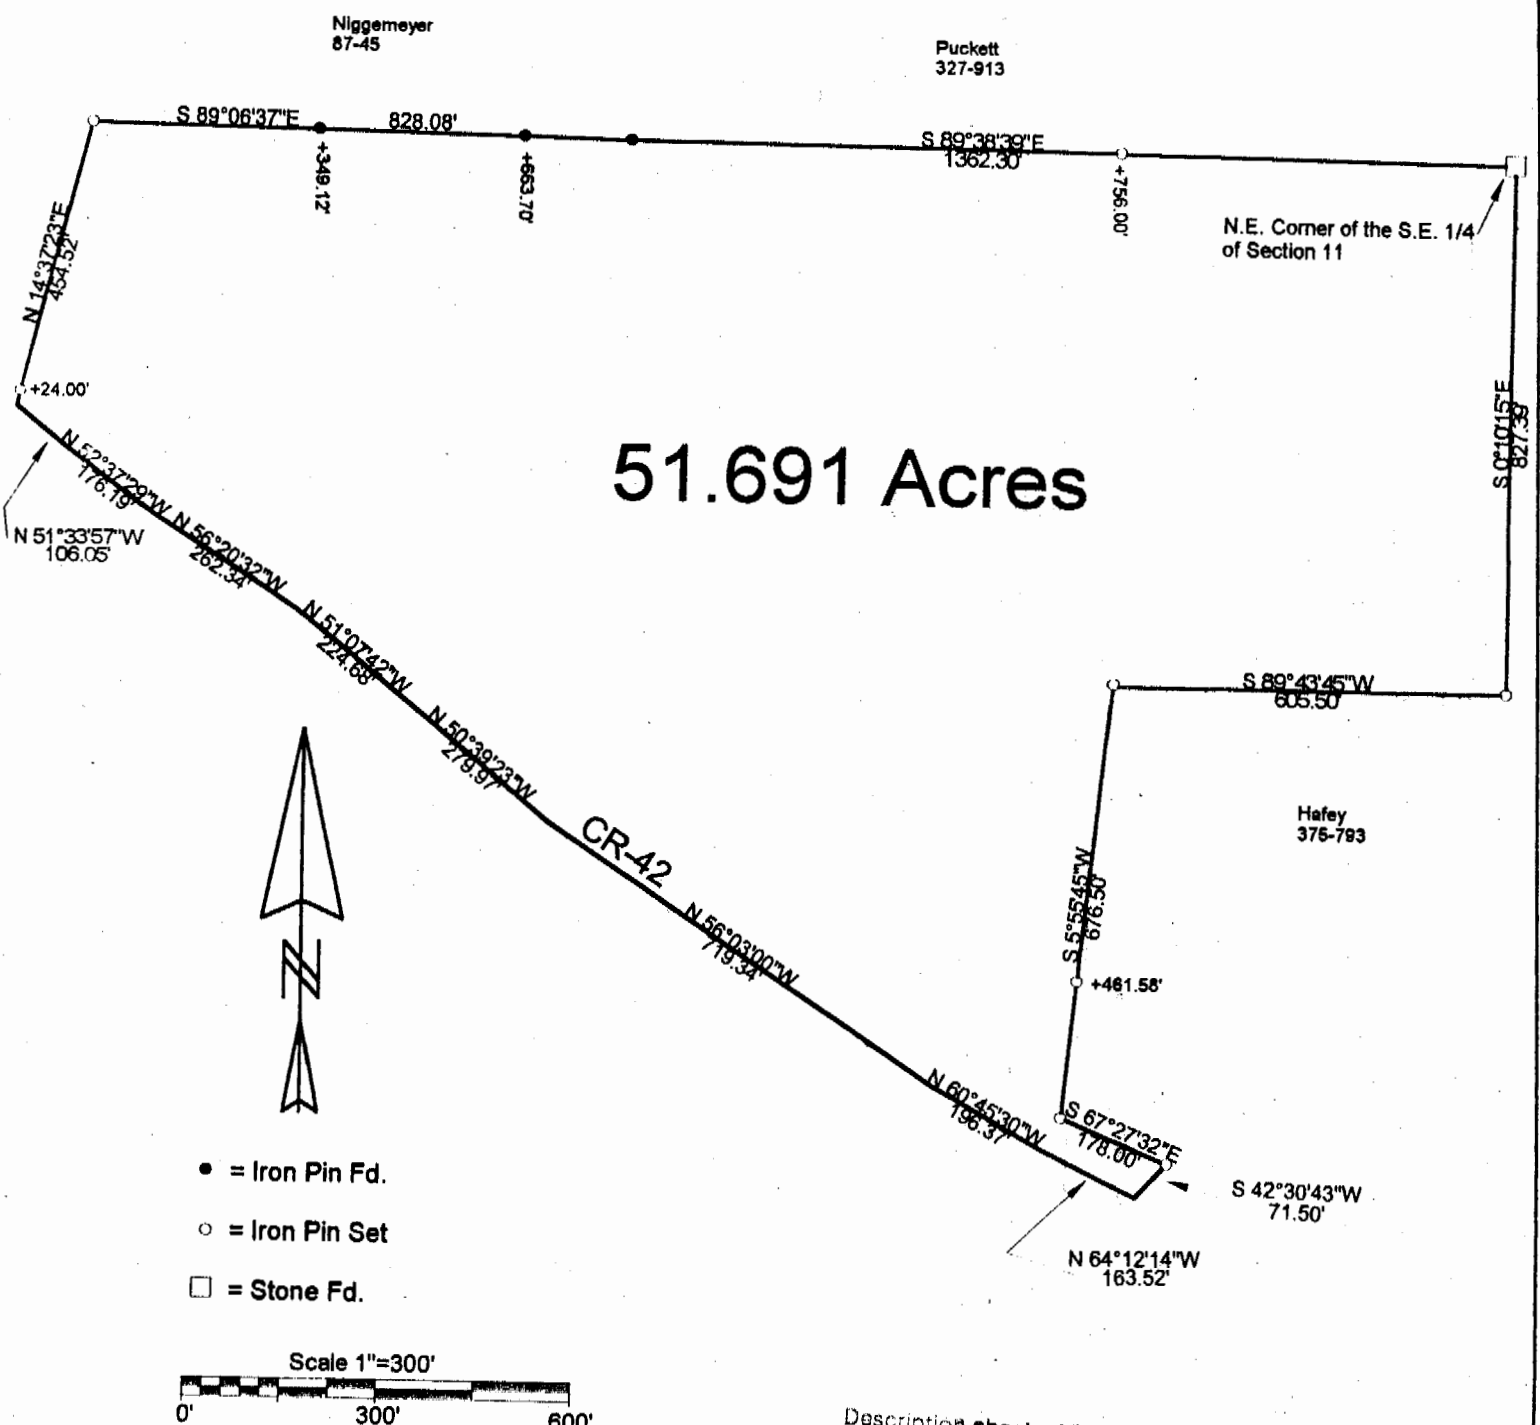 Niggemeyer
87-45
Puckett
327-913
S 89°06'37"E 828.08'
S 89°38'39"E
1362.30'
+349.12'
+663.70'
+756.00'
N.E. Corner of the S.E. 1/4
of Section 11
N 14°37'23"E
454.52'
+24.00'
S 0°10'15"E
827.39'
51.691 Acres
N 52°37'29"W
176.19'
N 51°33'57"W
106.05'
N 56°20'32"W
262.34'
N 51°07'42"W
224.68'
N 50°39'23"W
279.97'
S 89°43'45"W
605.50'
CR-42
Hafey
375-793
N 56°03'00"W
719.34'
S 5°55'45"W
676.50'
+461.58'
N
N 60°45'30"W
196.37'
S 67°27'32"E
178.00'
S 42°30'43"W
71.50'
N 64°12'14"W
163.52'
= Iron Pin Fd.
= Iron Pin Set
= Stone Fd.
Scale 1"=300'
0' 300' 600'
Description